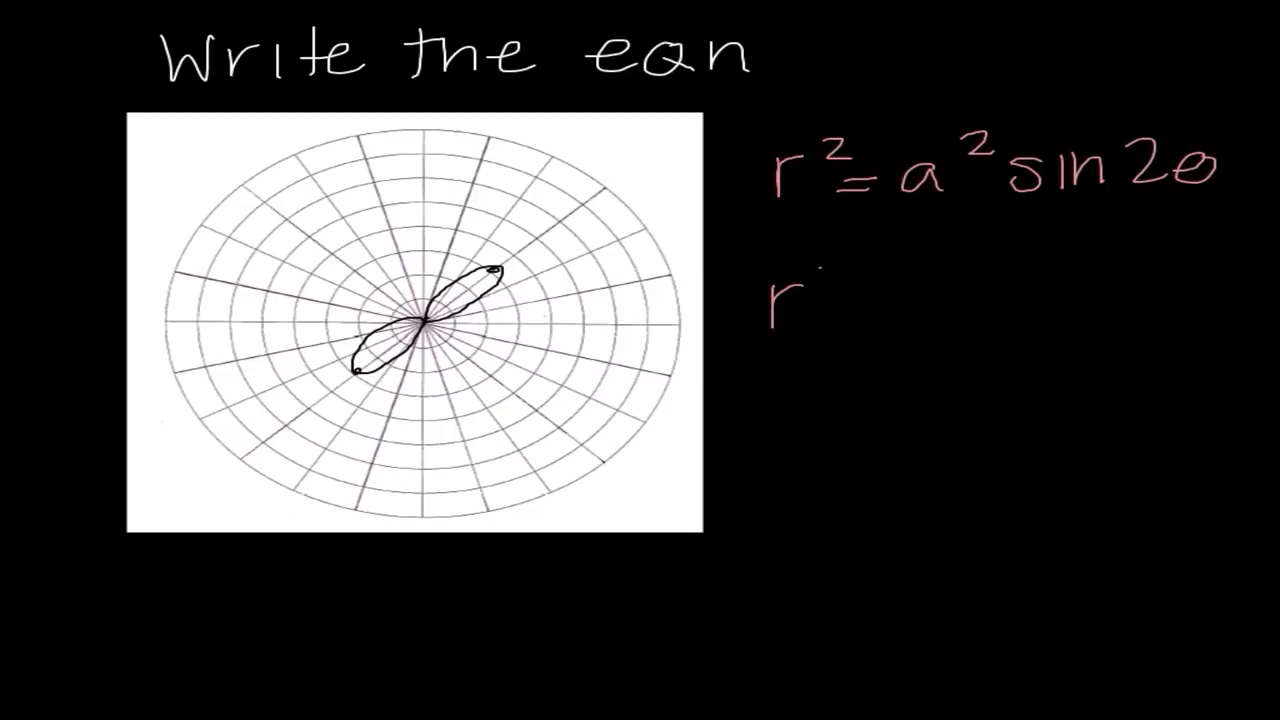 Write the eqn
r² = a² sin 2θ
r